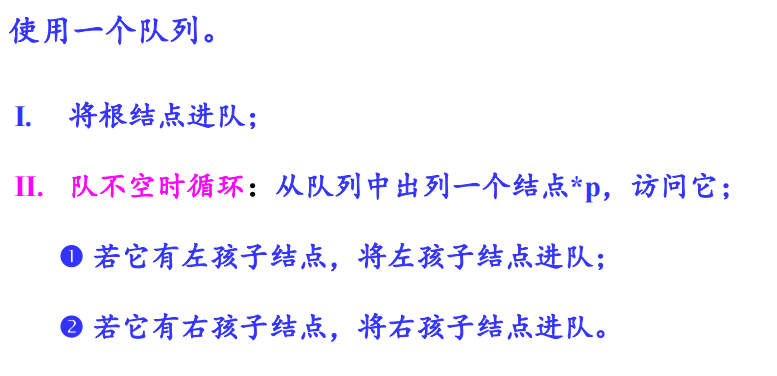 使用一个队列。
I. 将根结点进队；
II. 队不空时循环：从队列中出列一个结点*p，访问它；
❶ 若它有左孩子结点，将左孩子结点进队；
❷ 若它有右孩子结点，将右孩子结点进队。